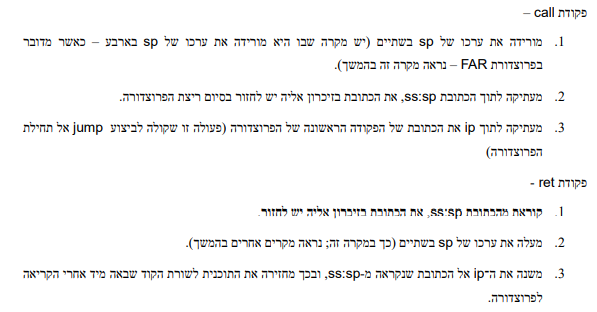 פקודת call –
1. מורידה את ערכו של sp בשתיים (יש מקרה שבו היא מורידה את ערכו של sp בארבע – כאשר מדובר
בפרוצדורת FAR – נראה מקרה זה בהמשך).
2. מעתיקה לתוך הכתובת ss:sp, את הכתובת בזיכרון אליה יש לחזור בסיום ריצת הפרוצדורה.
3. מעתיקה לתוך ip את הכתובת של הפקודה הראשונה של הפרוצדורה (פעולה זו שקולה לביצוע jump אל תחילת
הפרוצדורה)
פקודת ret -
1. קוראת מהכתובת ss:sp, את הכתובת בזיכרון אליה יש לחזור.
2. מעלה את ערכו של sp בשתיים (כך במקרה זה; נראה מקרים אחרים בהמשך).
3. משנה את ה־ip אל הכתובת שנקראה מ-ss:sp, ובכך מחזירה את התוכנית לשורת הקוד שבאה מיד אחרי הקריאה
לפרוצדורה.